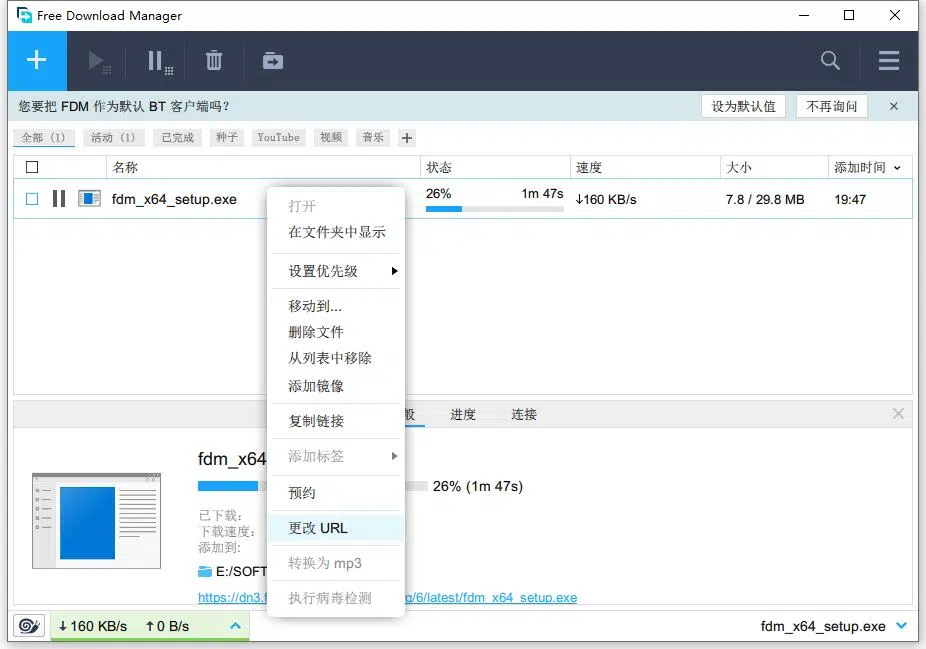 Free Download Manager
您要把 FDM 作为默认 BT 客户端吗?
设为默认值
不再询问
全部 (1) 活动 (1) 已完成 种子 YouTube 视频 音乐
名称 状态 速度 大小 添加时间
fdm_x64_setup.exe 26% 1m 47s ↓160 KB/s 7.8 / 29.8 MB 19:47
打开
在文件夹中显示
设置优先级
移动到...
删除文件
从列表中移除
添加镜像
复制链接
添加标签
预约
更改 URL
转换为 mp3
执行病毒检测
进度 连接
fdm_x64
26% (1m 47s)
已下载:
下载速度:
添加到:
E:/SOFT
https://dn3.f
g/6/latest/fdm_x64_setup.exe
↓160 KB/s ↑0 B/s
fdm_x64_setup.exe